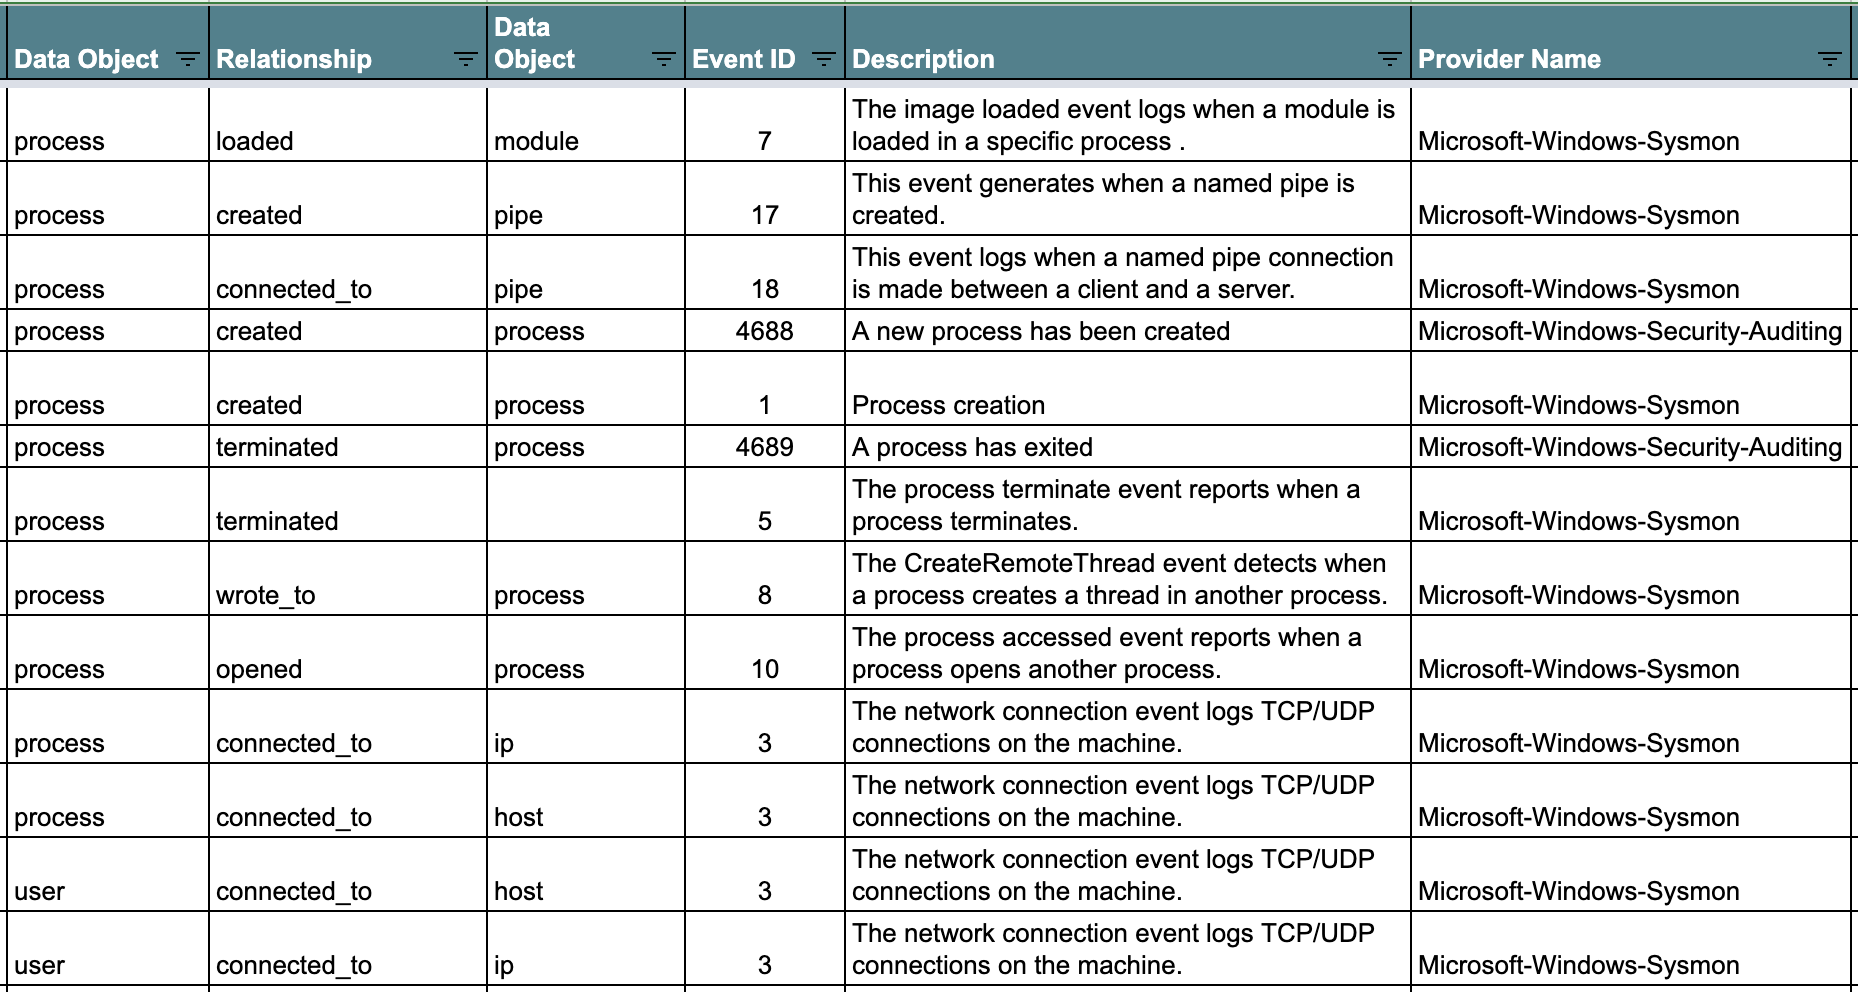 Data Object Relationship Data Object Event ID Description Provider Name
process loaded module 7 The image loaded event logs when a module is loaded in a specific process . Microsoft-Windows-Sysmon
process created pipe 17 This event generates when a named pipe is created. Microsoft-Windows-Sysmon
process connected_to pipe 18 This event logs when a named pipe connection is made between a client and a server. Microsoft-Windows-Sysmon
process created process 4688 A new process has been created Microsoft-Windows-Security-Auditing
process created process 1 Process creation Microsoft-Windows-Sysmon
process terminated process 4689 A process has exited Microsoft-Windows-Security-Auditing
process terminated 5 The process terminate event reports when a process terminates. Microsoft-Windows-Sysmon
process wrote_to process 8 The CreateRemoteThread event detects when a process creates a thread in another process. Microsoft-Windows-Sysmon
process opened process 10 The process accessed event reports when a process opens another process. Microsoft-Windows-Sysmon
process connected_to ip 3 The network connection event logs TCP/UDP connections on the machine. Microsoft-Windows-Sysmon
process connected_to host 3 The network connection event logs TCP/UDP connections on the machine. Microsoft-Windows-Sysmon
user connected_to host 3 The network connection event logs TCP/UDP connections on the machine. Microsoft-Windows-Sysmon
user connected_to ip 3 The network connection event logs TCP/UDP connections on the machine. Microsoft-Windows-Sysmon